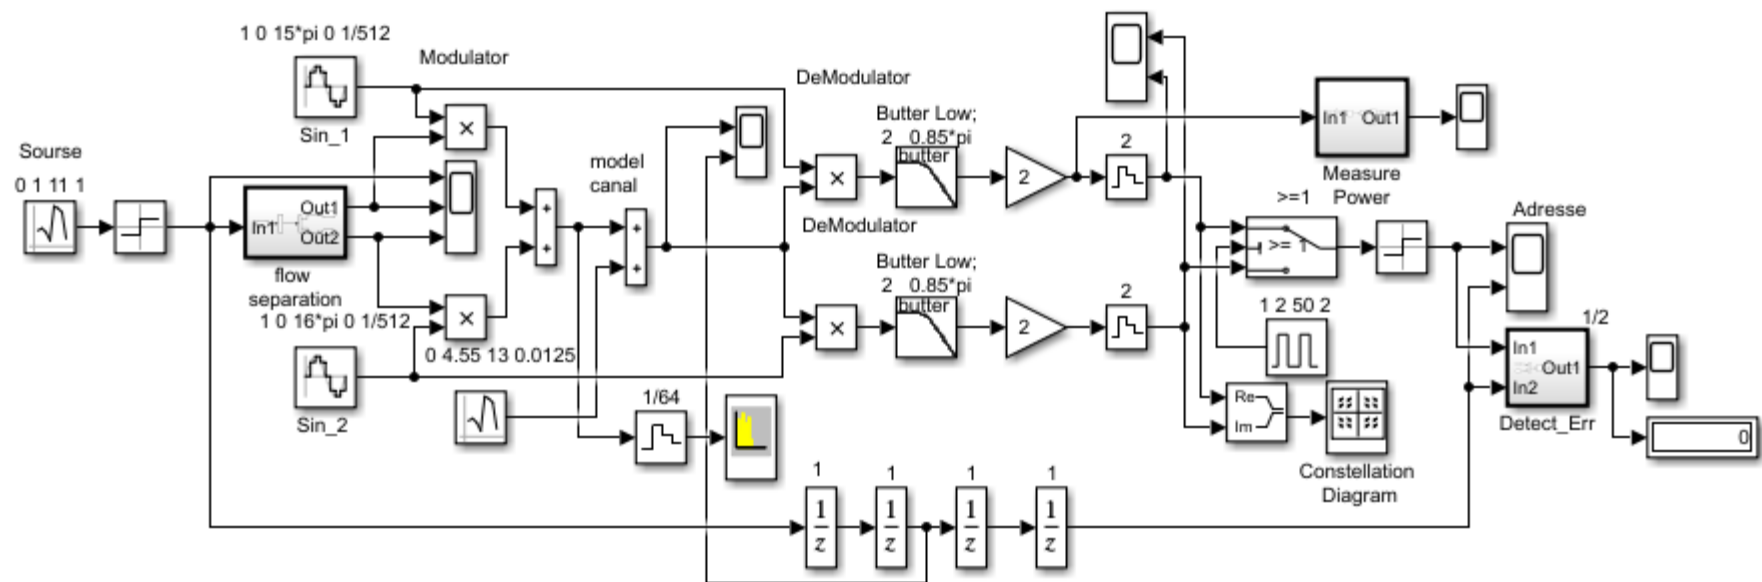 1 0 15*pi 0 1/512
Modulator
Sin_1
Sourse
0 1 11 1
In1
Out1
Out2
flow
separation
1 0 16*pi 0 1/512
Sin_2
×
×
+
+
model
canal
+
+
0 4.55 13 0.0125
1/64
DeModulator
Butter Low;
2 0.85*pi
butter
×
2
2
DeModulator
Butter Low;
2 0.85*pi
butter
×
2
2
In1 Out1
Measure
Power
>=1
>= 1
1 2 50 2
Re
Im
Constellation
Diagram
Adresse
1/2
In1
Out1
In2
Detect_Err
0
1
1
1
1
1
z
1
z
1
z
1
z